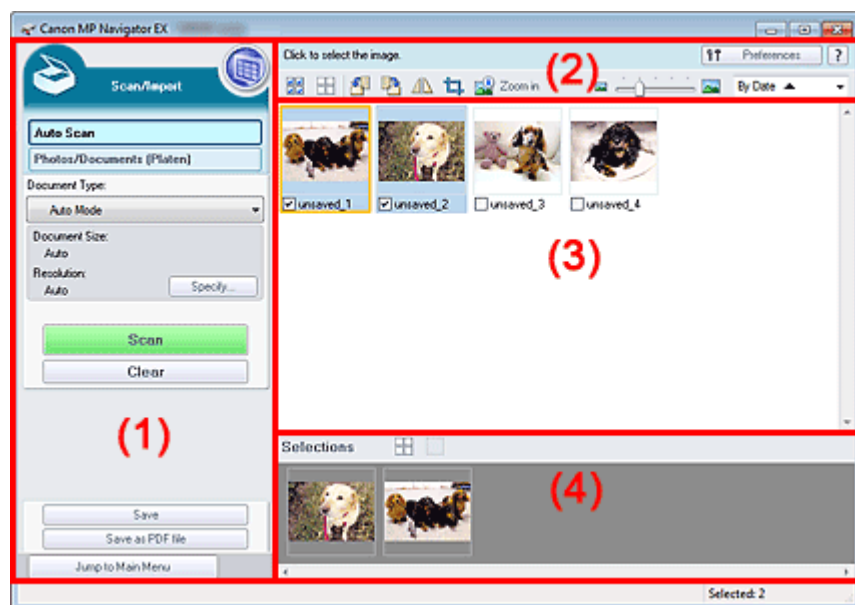 Canon MP Navigator EX
Scan/Import
Auto Scan
Photos/Documents (Platen)
Document Type:
Auto Mode
Document Size:
Auto
Resolution:
Auto
Specify...
Scan
Clear
(1)
Save
Save as PDF file
Jump to Main Menu
Click to select the image.
Preferences
?
(2)
Zoom in
By Date
unsaved_1
unsaved_2
unsaved_3
unsaved_4
(3)
Selections
(4)
Selected: 2